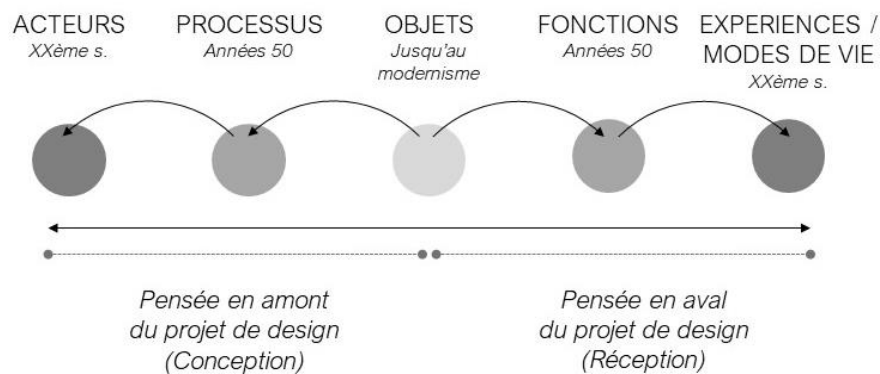 ACTEURS
XXème s.
PROCESSUS
Années 50
OBJETS
Jusqu'au
modernisme
FONCTIONS
Années 50
EXPERIENCES /
MODES DE VIE
XXème s.
Pensée en amont
du projet de design
(Conception)
Pensée en aval
du projet de design
(Réception)